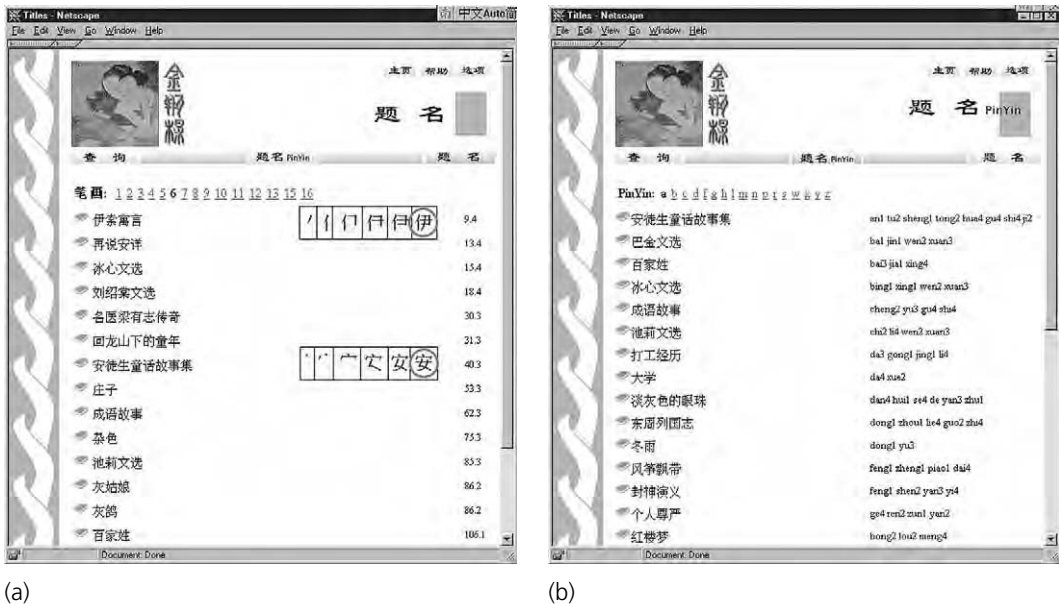 Titles - Netscape
中文Auto
File Edit View Go Window Help
金钢粽
主页 帮助 选项
题 名
查 询 题名 PinYin 题 名
笔画: 1 2 3 4 5 6 7 8 9 10 11 12 13 15 16
伊索寓言 伊 9.4
再说安详 13.4
冰心文选 15.4
刘绍棠文选 18.4
名医梁有志传奇 30.3
回龙山下的童年 31.3
安徒生童话故事集 安 40.3
庄子 53.3
成语故事 62.3
杂色 75.3
池莉文选 85.3
灰姑娘 86.2
灰鸽 86.2
百家姓 106.1
Document: Done
(a)
Titles - Netscape
File Edit View Go Window Help
主页 帮助 选项
题 名 PinYin
查 询 题名 PinYin 题 名
PinYin: a b c d f g h l m n p r s w x y z
安徒生童话故事集 an1 tu2 sheng1 tong2 hua4 gu4 shi4 ji2
巴金文选 ba1 jin1 wen2 xuan3
百家姓 bai3 jia1 xing4
冰心文选 bing1 xing1 wen2 xuan3
成语故事 cheng2 yu3 gu4 shi4
池莉文选 chi2 li4 wen2 xuan3
打工经历 da3 gong1 jing1 li4
大学 da4 xue2
淡灰色的眼珠 dan4 hui1 se4 de yan3 zhu1
东周列国志 dong1 zhou1 lie4 guo2 zhi4
冬雨 dong1 yu3
风筝飘带 feng1 zheng1 piao1 dai4
封神演义 feng1 shen2 yan3 yi4
个人尊严 ge4 ren2 zun1 yan2
红楼梦 hong2 lou2 meng4
Document: Done
(b)